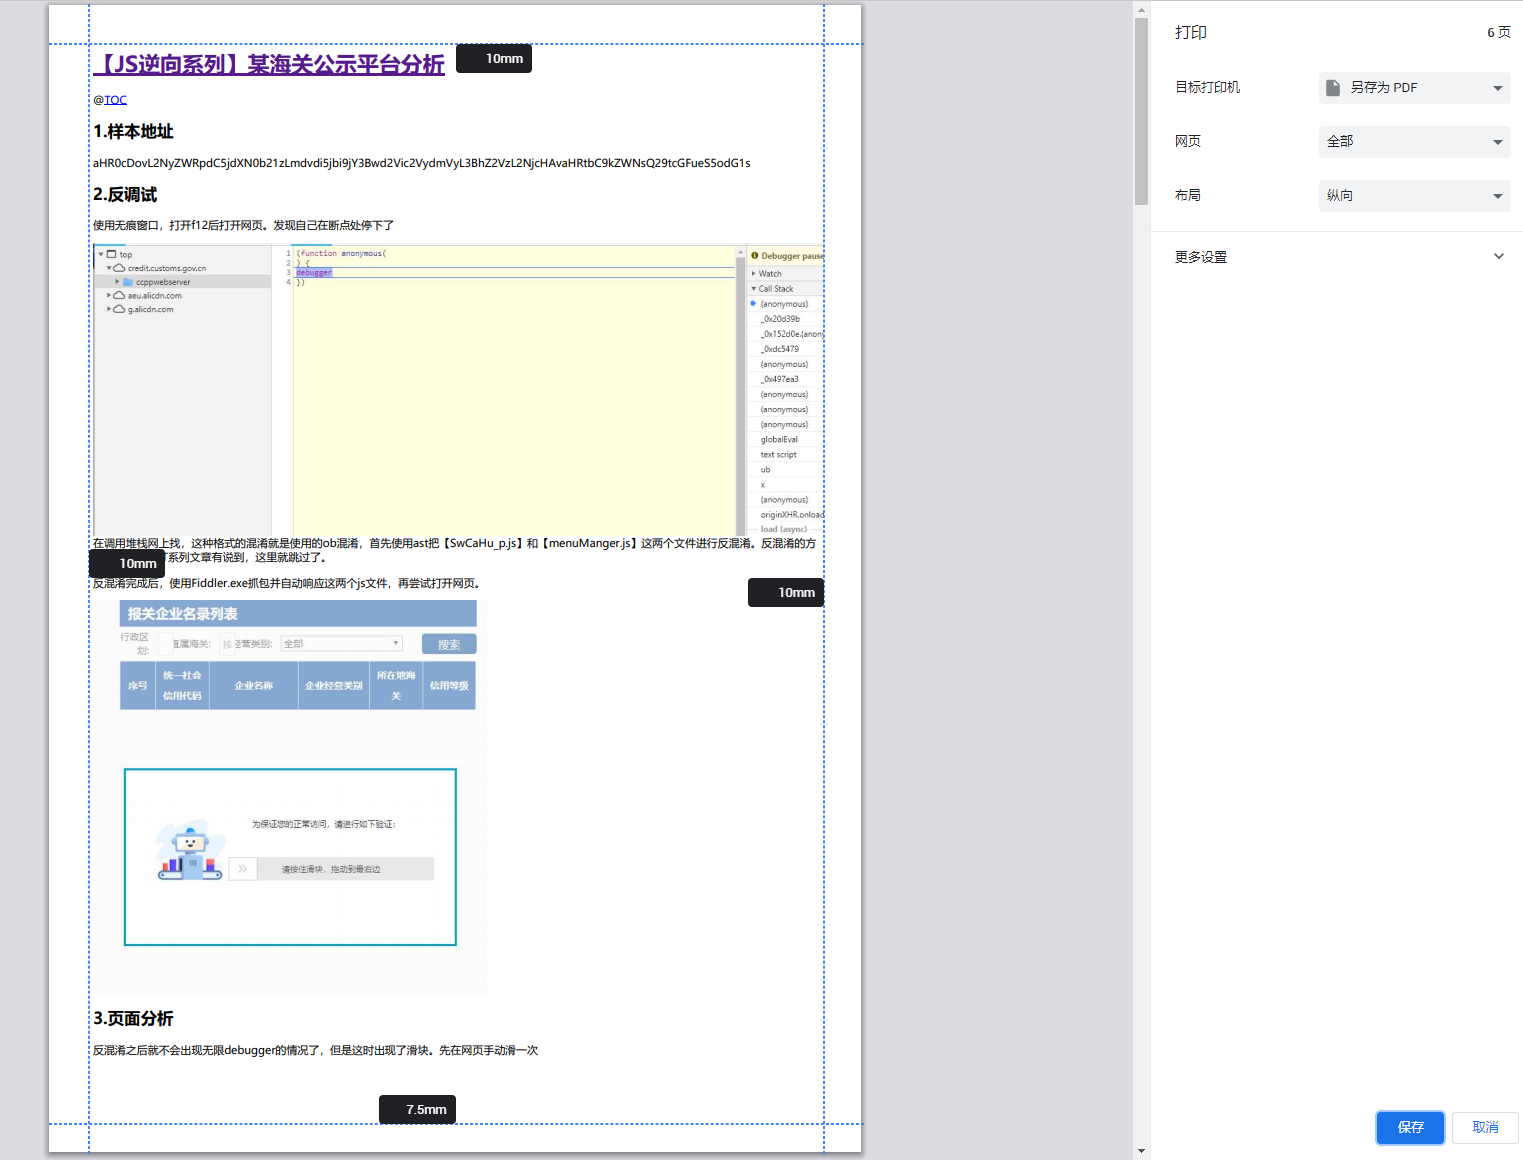 【JS逆向系列】某海关公示平台分析
10mm
@TOC
1.样本地址
aHR0cDovL2NyZWRpdC5jdXN0b21zLmdvdi5jbi9jY3Bwd2Vic2VydmVyL3BhZ2VzL2NjcHAvaHRtbC9kZWNsQ29tcGFueS5odG1s
2.反调试
使用无痕窗口，打开f12后打开网页。发现自己在断点处停下了
top
credit.customs.gov.cn
ccppwebserver
aeu.alicdn.com
g.alicdn.com
1 (function anonymous(
2 ) {
3 debugger
4 })
Debugger pause
Watch
Call Stack
(anonymous)
_0x20d39b
_0x152d0e.(anon
_0xdc5479
(anonymous)
_0x497ea3
(anonymous)
(anonymous)
(anonymous)
globalEval
text script
ub
x
(anonymous)
originXHR.onload
load (async)
在调用堆栈网上找，这种格式的混淆就是使用的ob混淆，首先使用ast把【SwCaHu_p.js】和【menuManger.js】这两个文件进行反混淆。反混淆的方
10mm
系列文章有说到，这里就跳过了。
反混淆完成后，使用Fiddler.exe抓包并自动响应这两个js文件，再尝试打开网页。
10mm
报关企业名录列表
行政区划:
直属海关:
经营类别:
全部
搜索
序号
统一社会信用代码
企业名称
企业经营类别
所在地海关
信用等级
为保证您的正常访问，请进行如下验证：
请按住滑块，拖动到最右边
3.页面分析
反混淆之后就不会出现无限debugger的情况了，但是这时出现了滑块。先在网页手动滑一次
7.5mm
打印
6 页
目标打印机
另存为 PDF
网页
全部
布局
纵向
更多设置
保存
取消